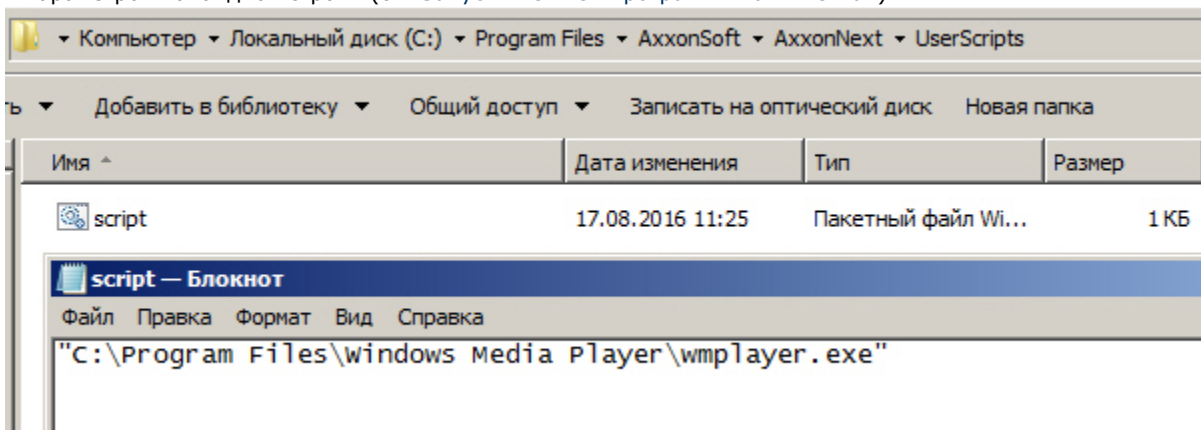 Компьютер Локальный диск (C:) Program Files AxxonSoft AxxonNext UserScripts
ть Добавить в библиотеку Общий доступ Записать на оптический диск Новая папка
Имя Дата изменения Тип Размер
script 17.08.2016 11:25 Пакетный файл Wi... 1 КБ
script — Блокнот
Файл Правка Формат Вид Справка
"C:\Program Files\Windows Media Player\wmplayer.exe"